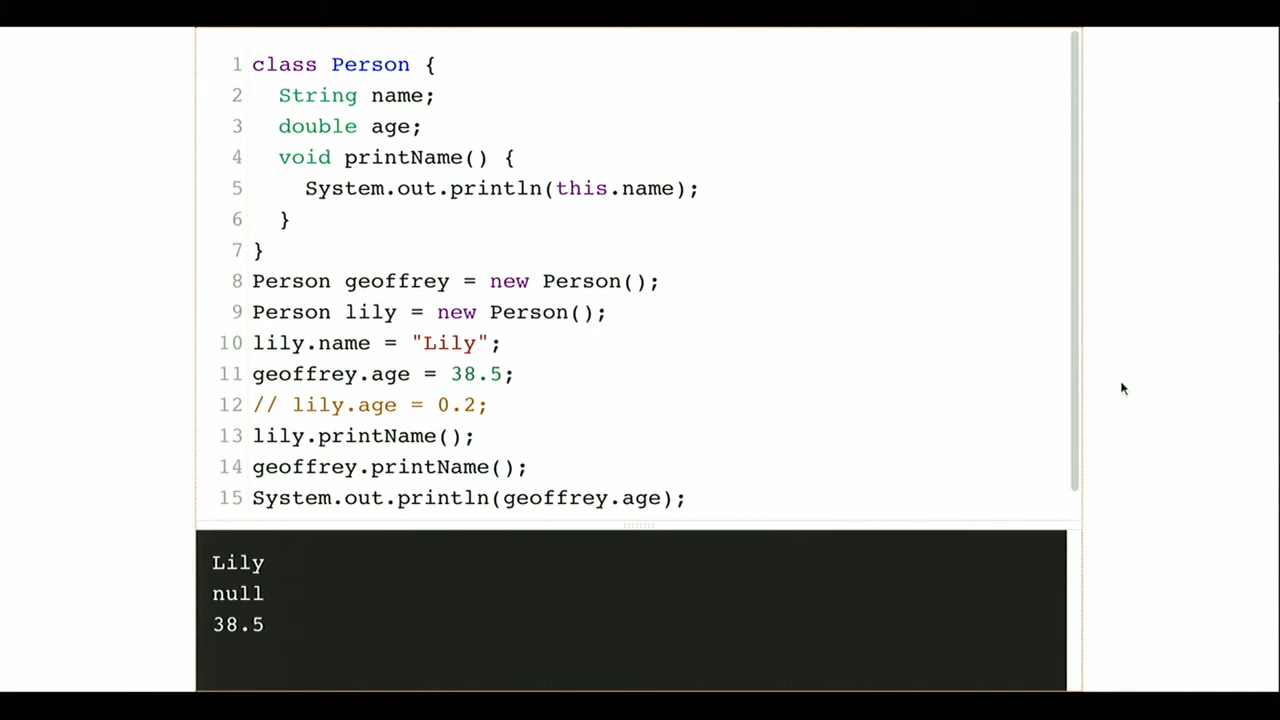 1 class Person {
2   String name;
3   double age;
4   void printName() {
5     System.out.println(this.name);
6   }
7 }
8 Person geoffrey = new Person();
9 Person lily = new Person();
10 lily.name = "Lily";
11 geoffrey.age = 38.5;
12 // lily.age = 0.2;
13 lily.printName();
14 geoffrey.printName();
15 System.out.println(geoffrey.age);
Lily
null
38.5